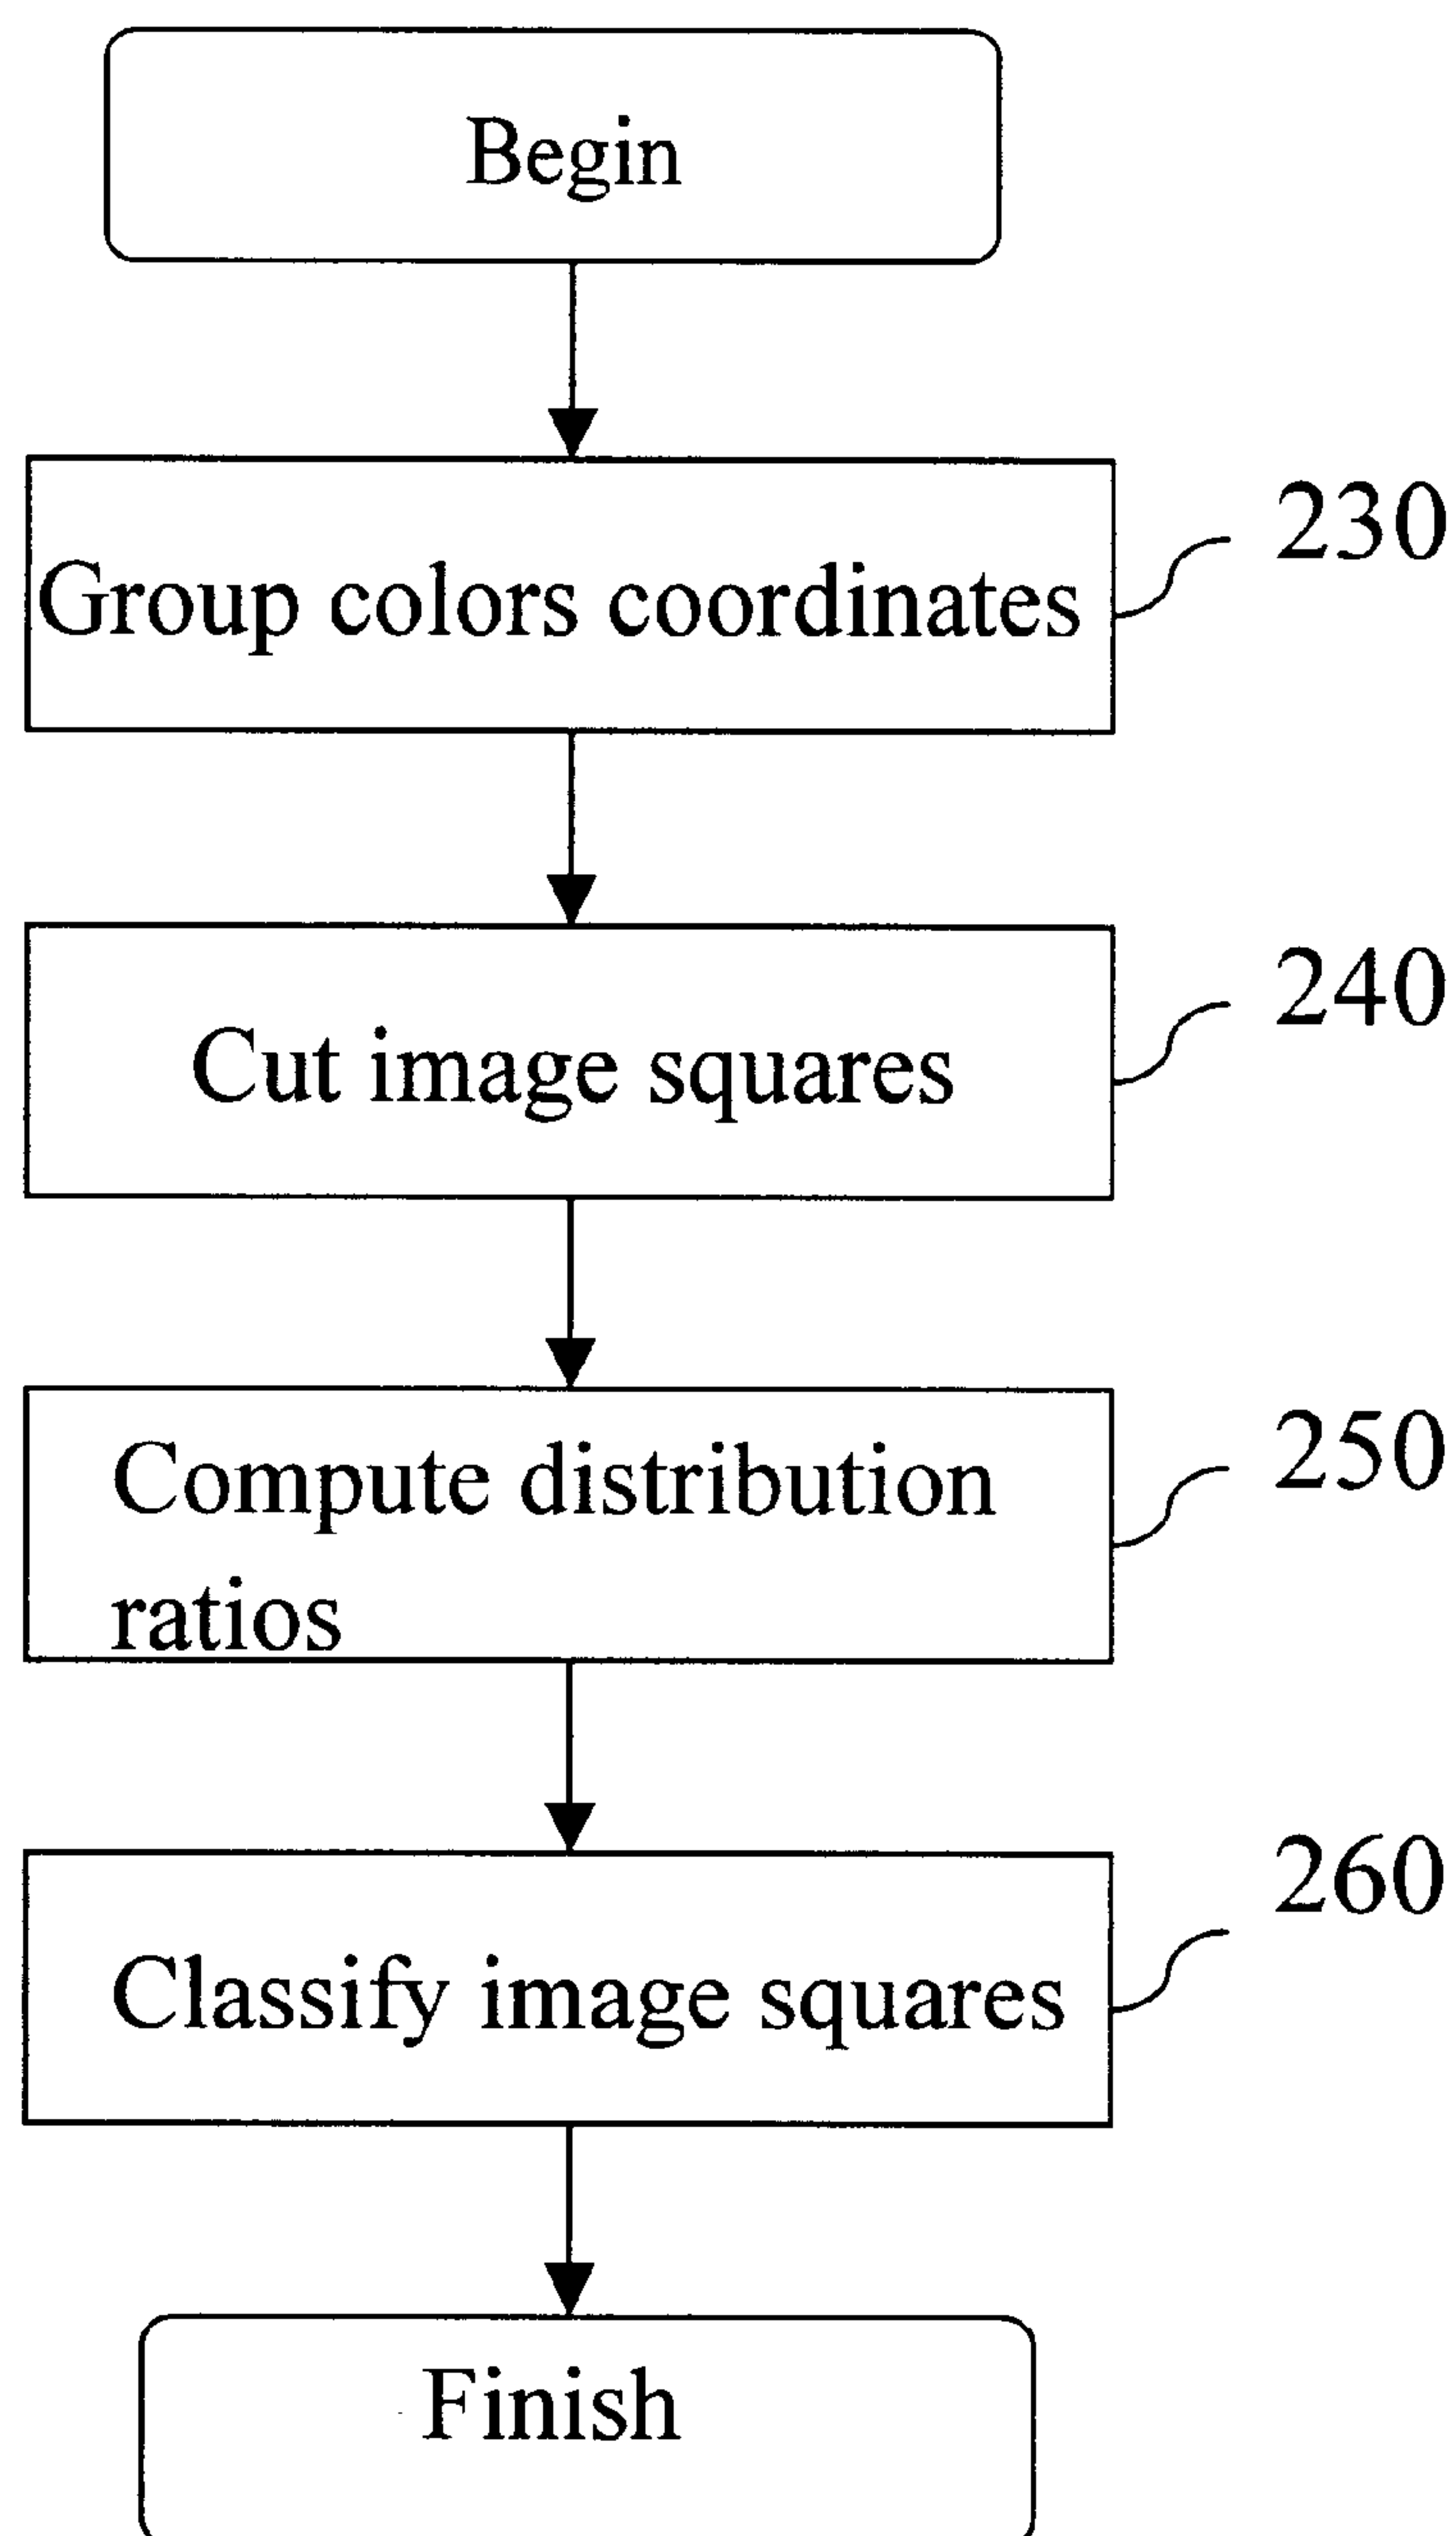 Begin
Group colors coordinates
230
Cut image squares
240
Compute distribution
ratios
250
Classify image squares
260
Finish